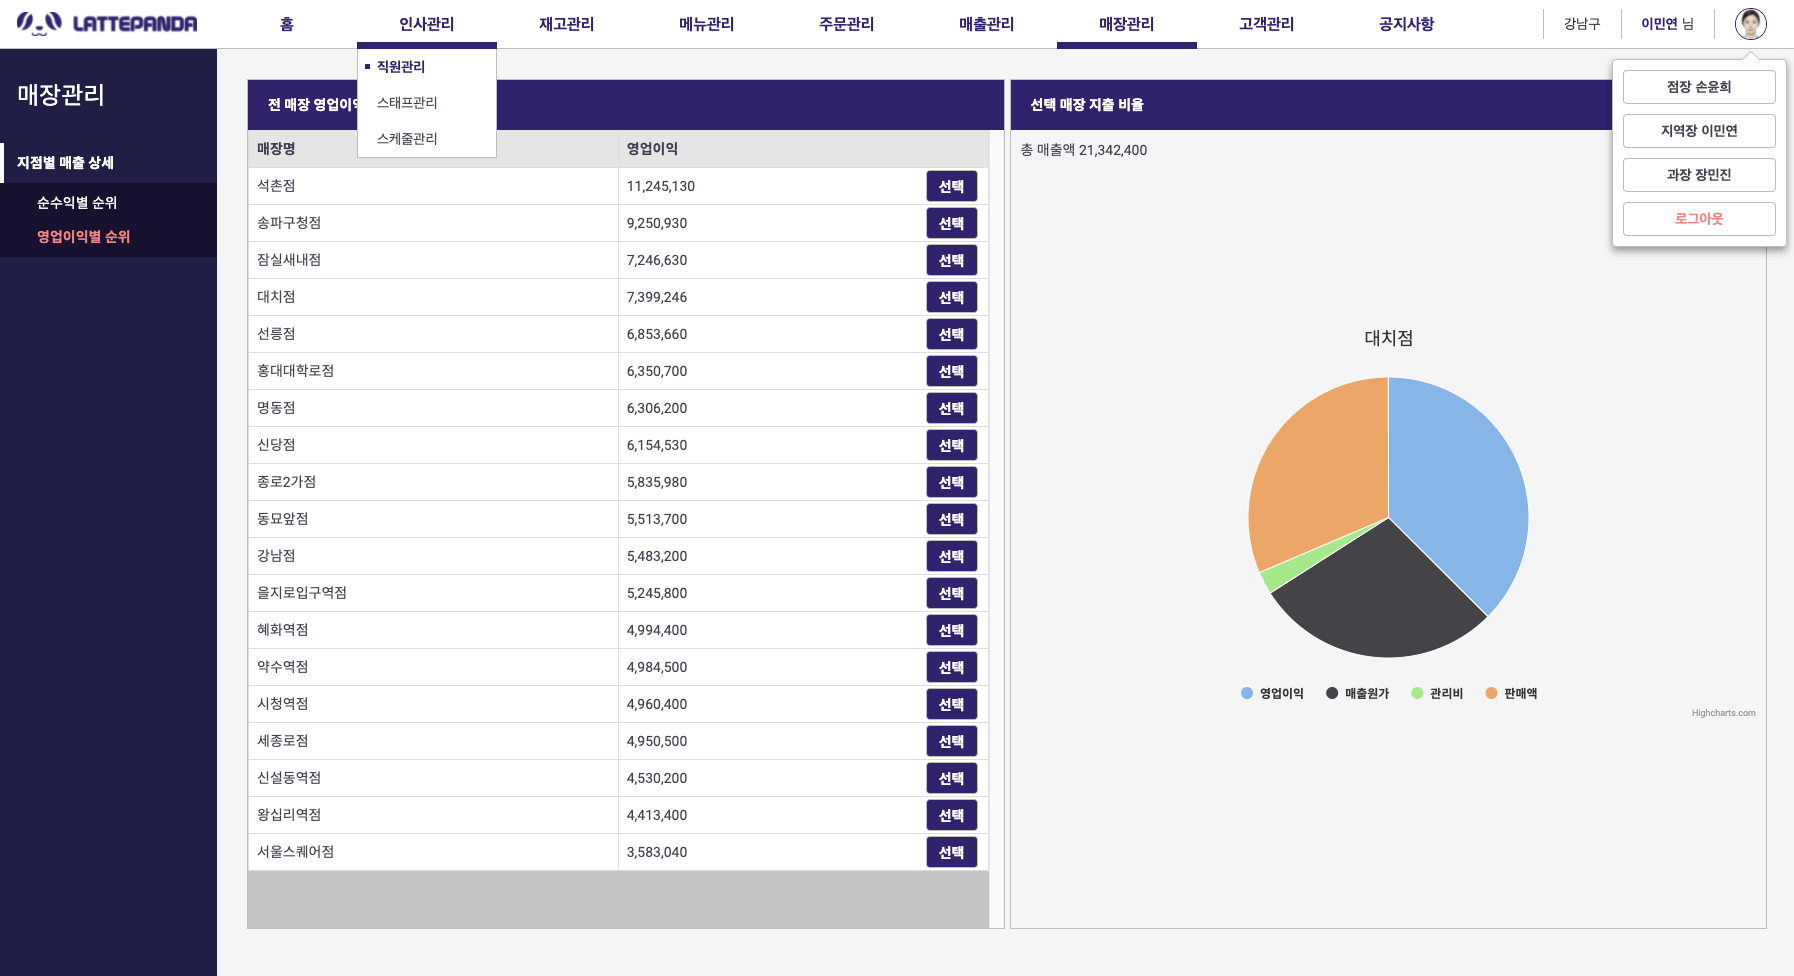 LATTEPANDA
홈 인사관리 재고관리 메뉴관리 주문관리 매출관리 매장관리 고객관리 공지사항 강남구 이민연 님
매장관리
지점별 매출 상세
순수익별 순위
영업이익별 순위
직원관리
스태프관리
스케줄관리
전 매장 영업이익
매장명 영업이익
석촌점 11,245,130 선택
송파구청점 9,250,930 선택
잠실새내점 7,246,630 선택
대치점 7,399,246 선택
선릉점 6,853,660 선택
홍대대학로점 6,350,700 선택
명동점 6,306,200 선택
신당점 6,154,530 선택
종로2가점 5,835,980 선택
동묘앞점 5,513,700 선택
강남점 5,483,200 선택
을지로입구역점 5,245,800 선택
혜화역점 4,994,400 선택
약수역점 4,984,500 선택
시청역점 4,960,400 선택
세종로점 4,950,500 선택
신설동역점 4,530,200 선택
왕십리역점 4,413,400 선택
서울스퀘어점 3,583,040 선택
선택 매장 지출 비율
총 매출액 21,342,400
대치점
영업이익 매출원가 관리비 판매액
Highcharts.com
점장 손윤희
지역장 이민연
과장 장민진
로그아웃